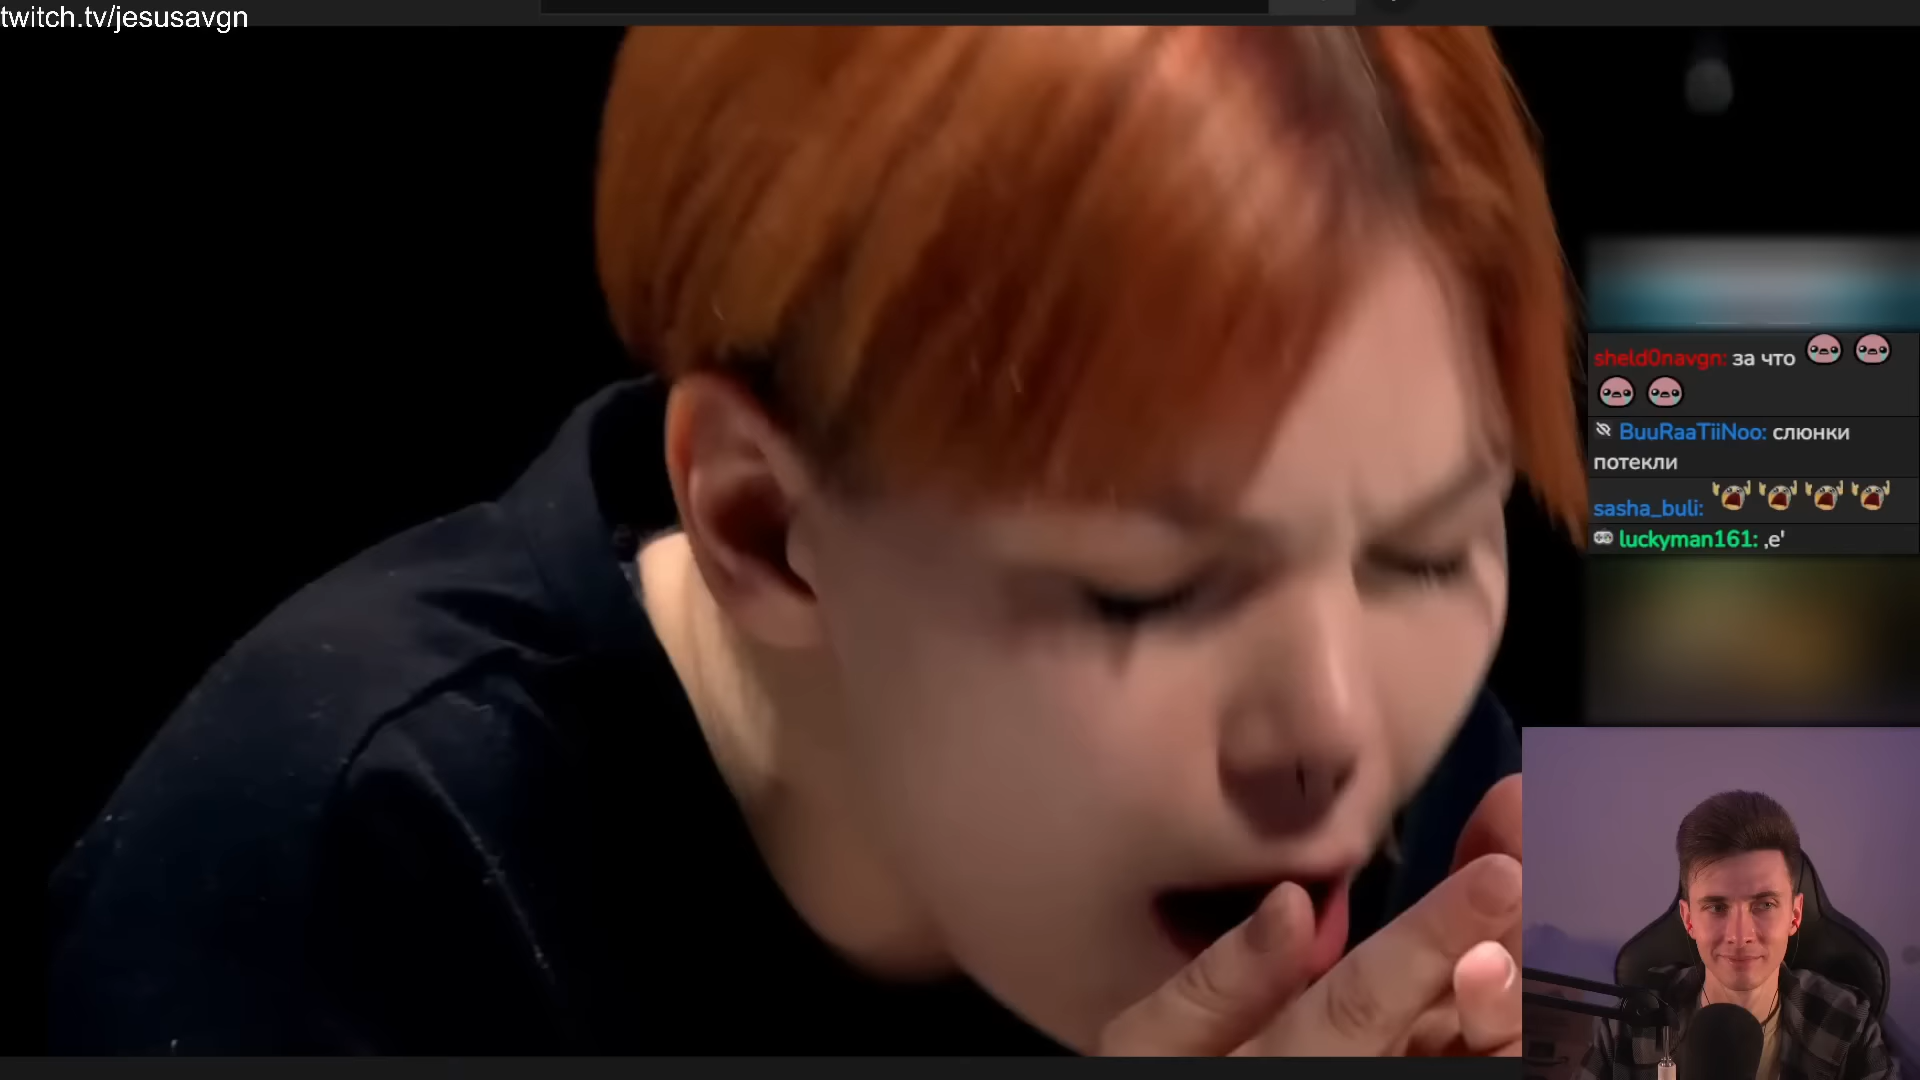 twitch.tv/jesusavgn
sheld0navgn: за что
BuuRaaTiiNoo: слюнки
потекли
sasha_buli:
luckyman161: ,е'